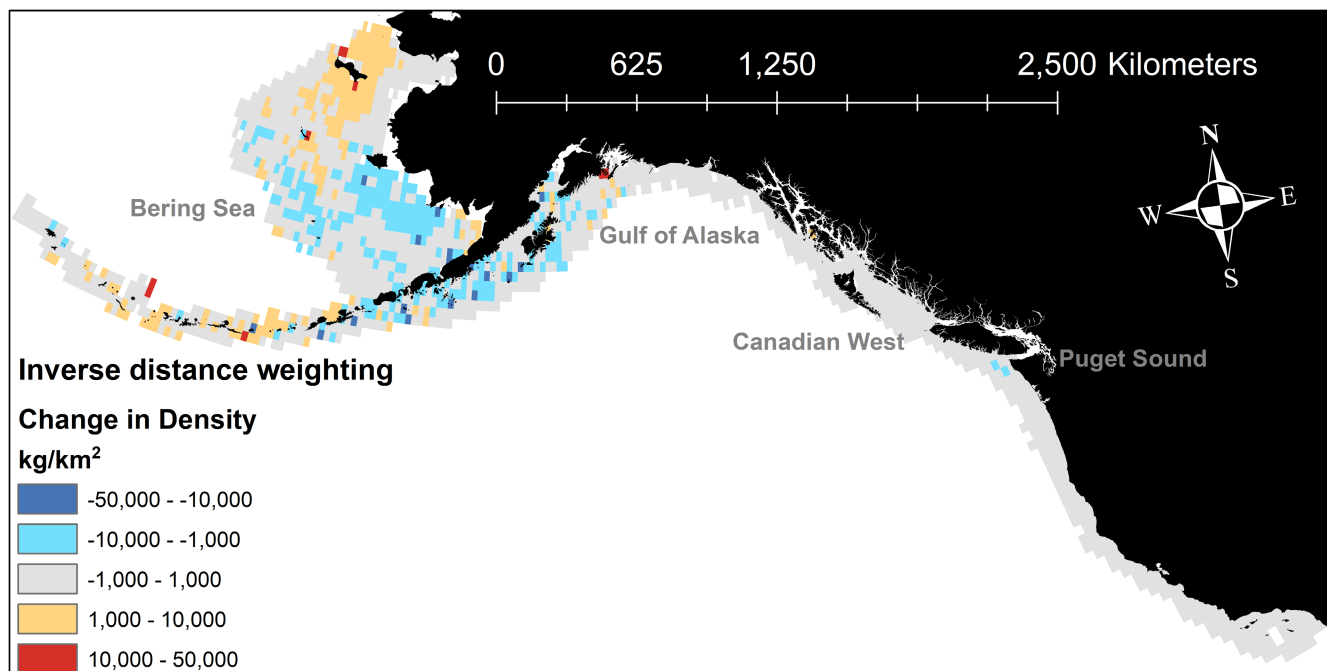 0 625 1,250 2,500 Kilometers
N
W E
S
Bering Sea
Gulf of Alaska
Canadian West
Puget Sound
Inverse distance weighting
Change in Density
kg/km²
-50,000 - -10,000
-10,000 - -1,000
-1,000 - 1,000
1,000 - 10,000
10,000 - 50,000